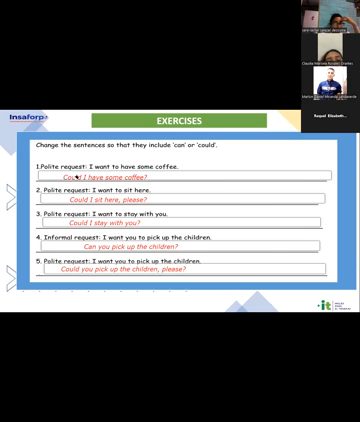 Insaforp
EXERCISES
Change the sentences so that they include 'can' or 'could'.
1.Polite request: I want to have some coffee.
Could I have some coffee?
2. Polite request: I want to sit here.
Could I sit here, please?
3. Polite request: I want to stay with you.
Could I stay with you?
4. Informal request: I want you to pick up the children.
Can you pick up the children?
5. Polite request: I want you to pick up the children.
Could you pick up the children, please?
Raquel Elizabeth...
it